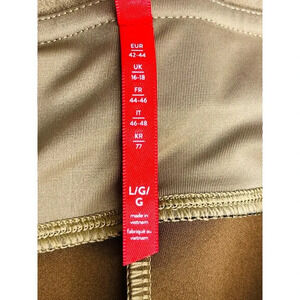 EUR
42-44
UK
16-18
FR
44-46
IT
46-48
KR
77
L/G/
G
made in
vietnam
fabriqué au
vietnam